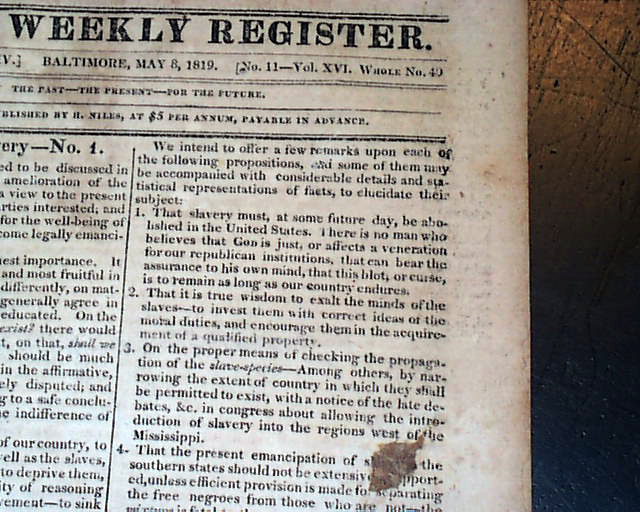 WEEKLY REGISTER.
V.] BALTIMORE, MAY 8, 1819. [No. 11—Vol. XVI. Whole No. 40
THE PAST—THE PRESENT—FOR THE FUTURE.
BLISHED BY H. NILES, AT $5 PER ANNUM, PAYABLE IN ADVANCE.
ery—No. 1.
ed to be discussed in
amelioration of the
a view to the present
arties interested; and
for the well-being of
come legally emanci-
nest importance. It
and most fruitful in
differently, on mat-
generally agree in
educated. On the
exist? there would
t, on that, shall we
should be much
in the affirmative,
ely disputed; and
g to a safe conclu-
e indifference of
of our country, to
well as the slaves,
to deprive them,
ity of reasoning
vement—to sink
We intend to offer a few remarks upon each of
the following propositions, and some of them may
be accompanied with considerable details and sta-
tistical representations of facts, to elucidate their
subject:
1. That slavery must, at some future day, be abo-
lished in the United States. There is no man who
believes that GOD is just, or affects a veneration
for our republican institutions, that can bear the
assurance to his own mind, that this blot, or curse,
is to remain as long as our country endures.
2. That it is true wisdom to exalt the minds of the
slaves—to invest them with correct ideas of the
moral duties, and encourage them in the acquire-
ment of a qualified property.
3. On the proper means of checking the propaga-
tion of the slave-species—Among others, by nar-
rowing the extent of country in which they shall
be permitted to exist, with a notice of the late de-
bates, &c. in congress about allowing the intro-
duction of slavery into the regions west of the
Mississippi.
4. That the present emancipation of s the
southern states should not be extensiv pport-
ed, unless efficient provision is made for separating
the free negroes from those who are not—the